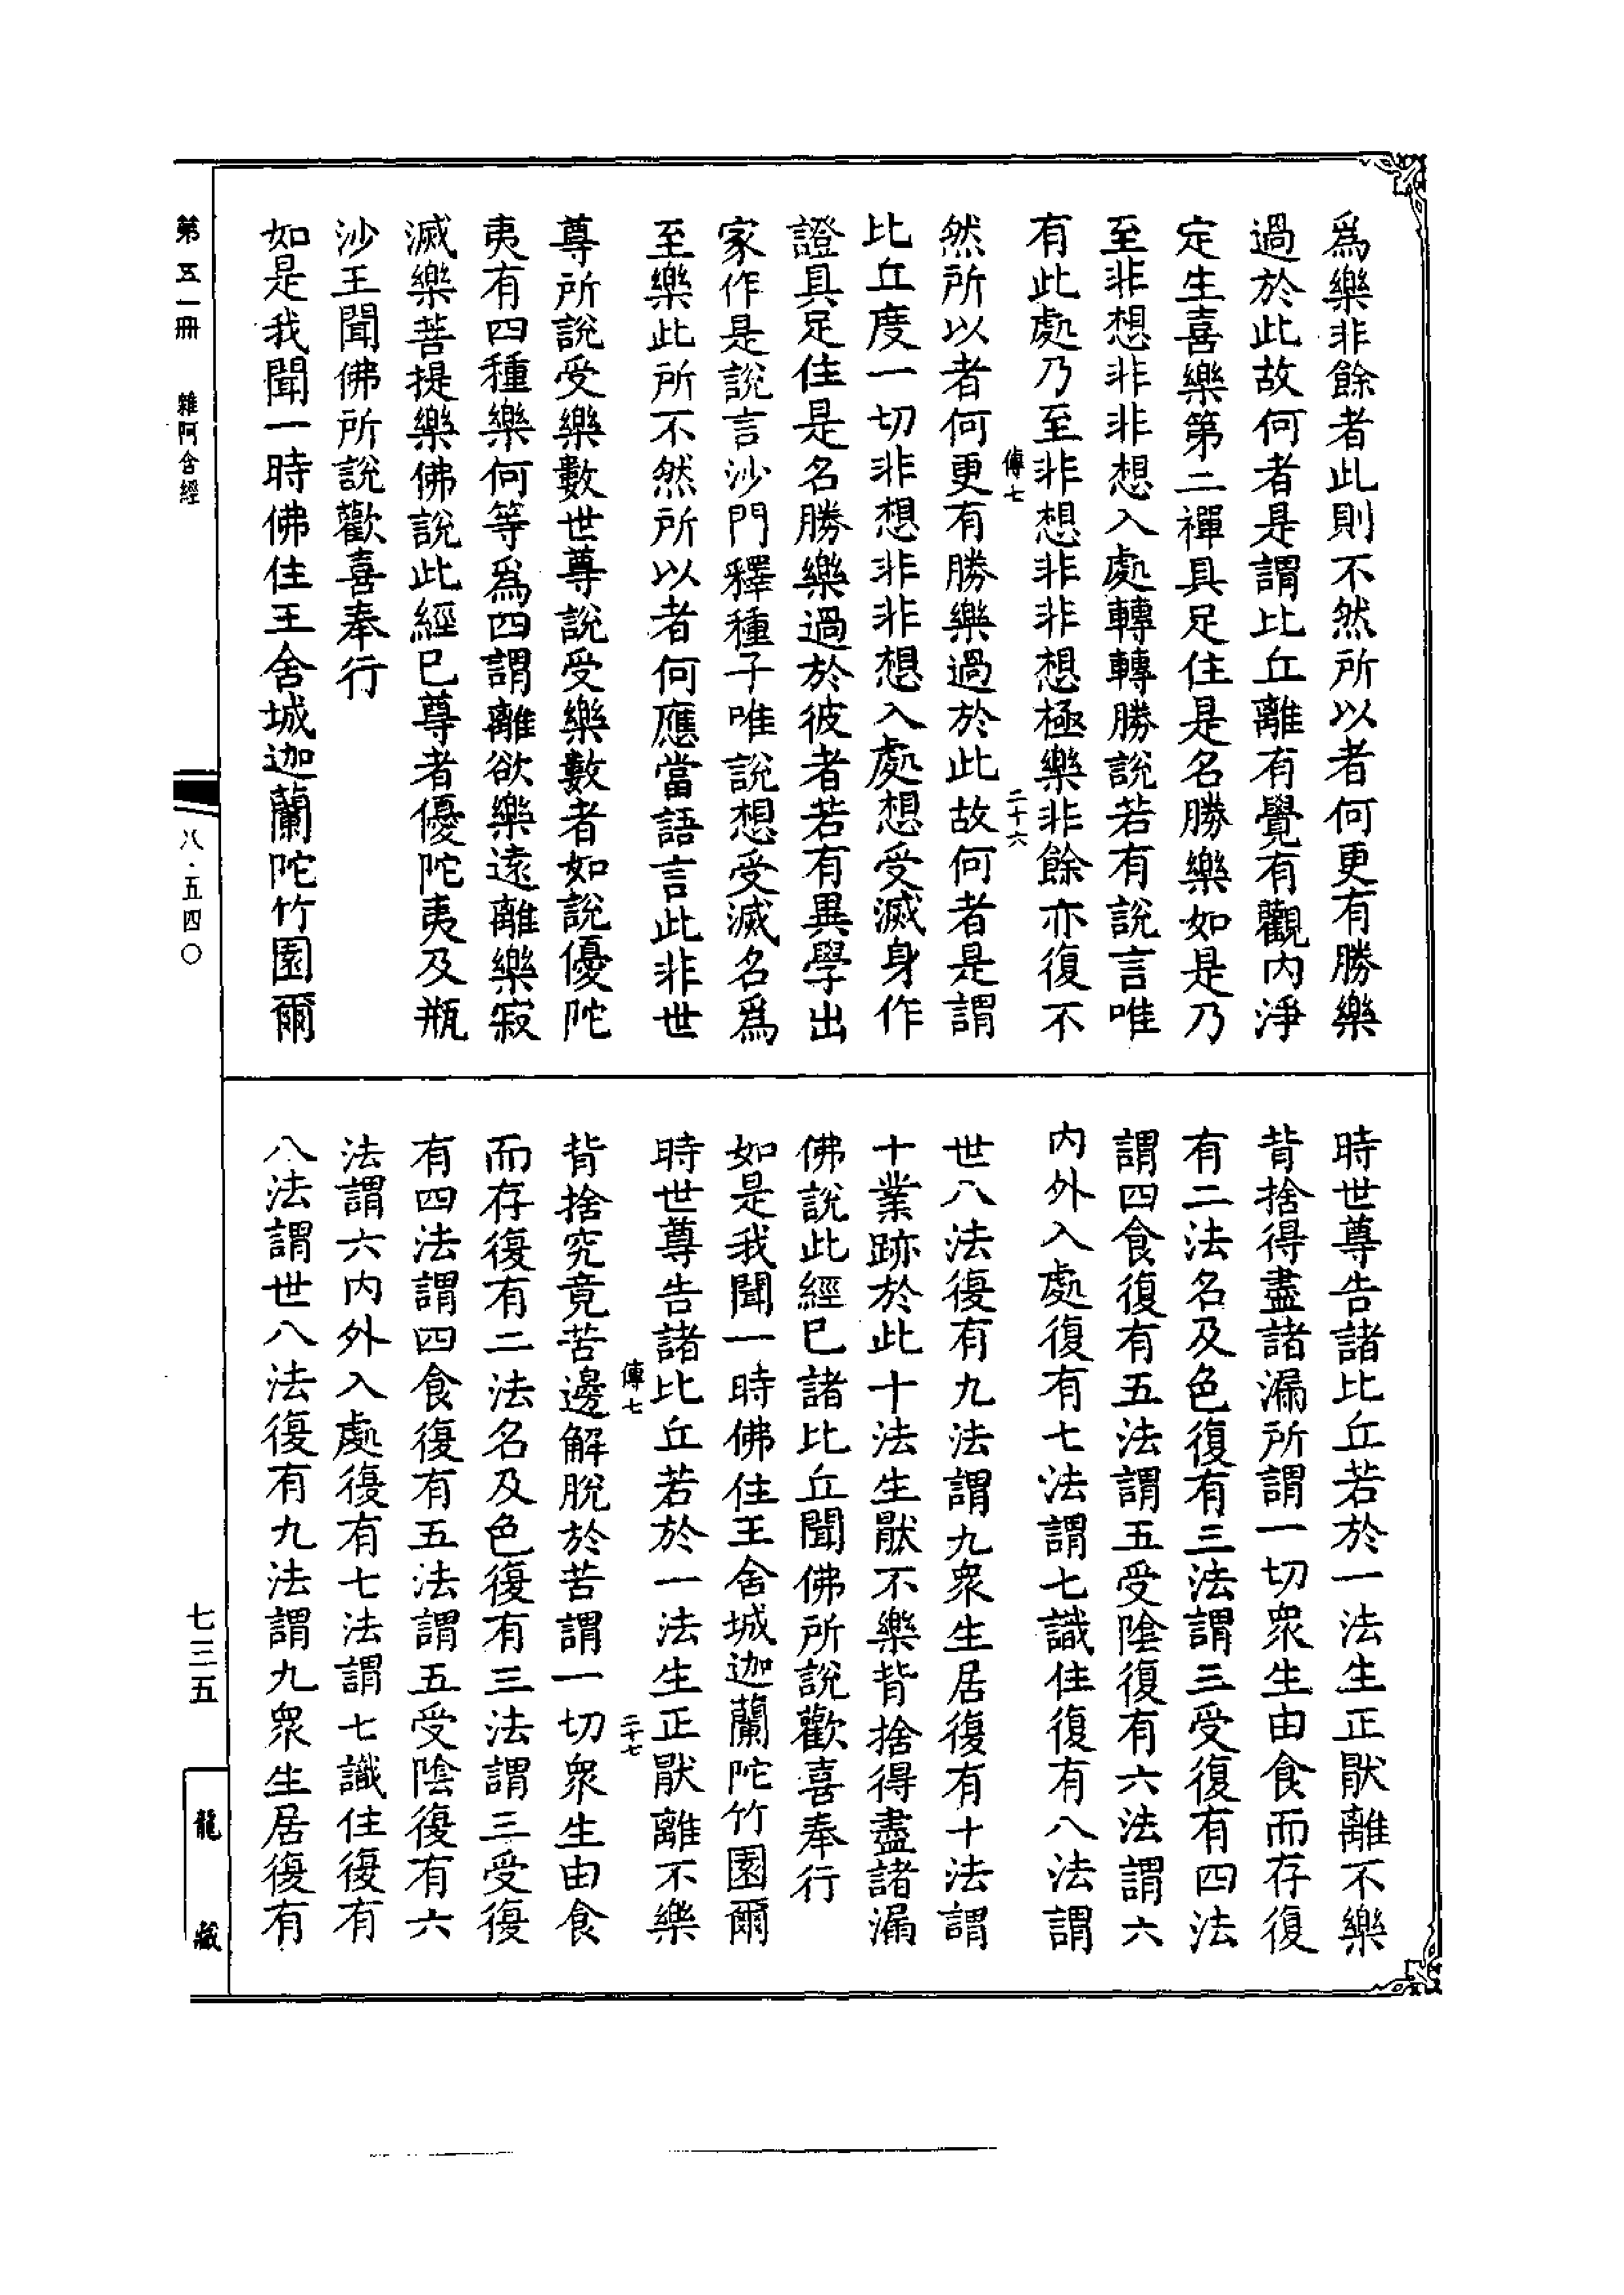 為樂非餘者此則不然所以者何更有勝樂
過於此故何者是謂比丘離有覺有觀內淨
定生喜樂第二禪具足住是名勝樂如是乃
至非想非非想入處轉轉勝說若有說言唯
有此處乃至非想非非想極樂非餘亦復不
傳七
二十六
然所以者何更有勝樂過於此故何者是謂
比丘度一切非想非非想入處想受滅身作
證具足住是名勝樂過於彼者若有異學出
家作是說言沙門釋種子唯說想受滅名為
至樂此所不然所以者何應當語言此非世
尊所說受樂數世尊說受樂數者如說優陀
夷有四種樂何等為四謂離欲樂遠離樂寂
滅樂菩提樂佛說此經已尊者優陀夷及瓶
沙王聞佛所說歡喜奉行
如是我聞一時佛住王舍城迦蘭陀竹園爾
時世尊告諸比丘若於一法生正厭離不樂
背捨得盡諸漏所謂一切眾生由食而存復
有二法名及色復有三法謂三受復有四法
謂四食復有五法謂五受陰復有六法謂六
內外入處復有七法謂七識住復有八法謂
世八法復有九法謂九眾生居復有十法謂
十業跡於此十法生厭不樂背捨得盡諸漏
佛說此經已諸比丘聞佛所說歡喜奉行
如是我聞一時佛住王舍城迦蘭陀竹園爾
時世尊告諸比丘若於一法生正厭離不樂
傳七
二十七
背捨究竟苦邊解脫於苦謂一切眾生由食
而存復有二法名及色復有三法謂三受復
有四法謂四食復有五法謂五受陰復有六
法謂六內外入處復有七法謂七識住復有
八法謂世八法復有九法謂九眾生居復有
第五一冊
雜阿含經
八·五四〇
七三五
龍藏